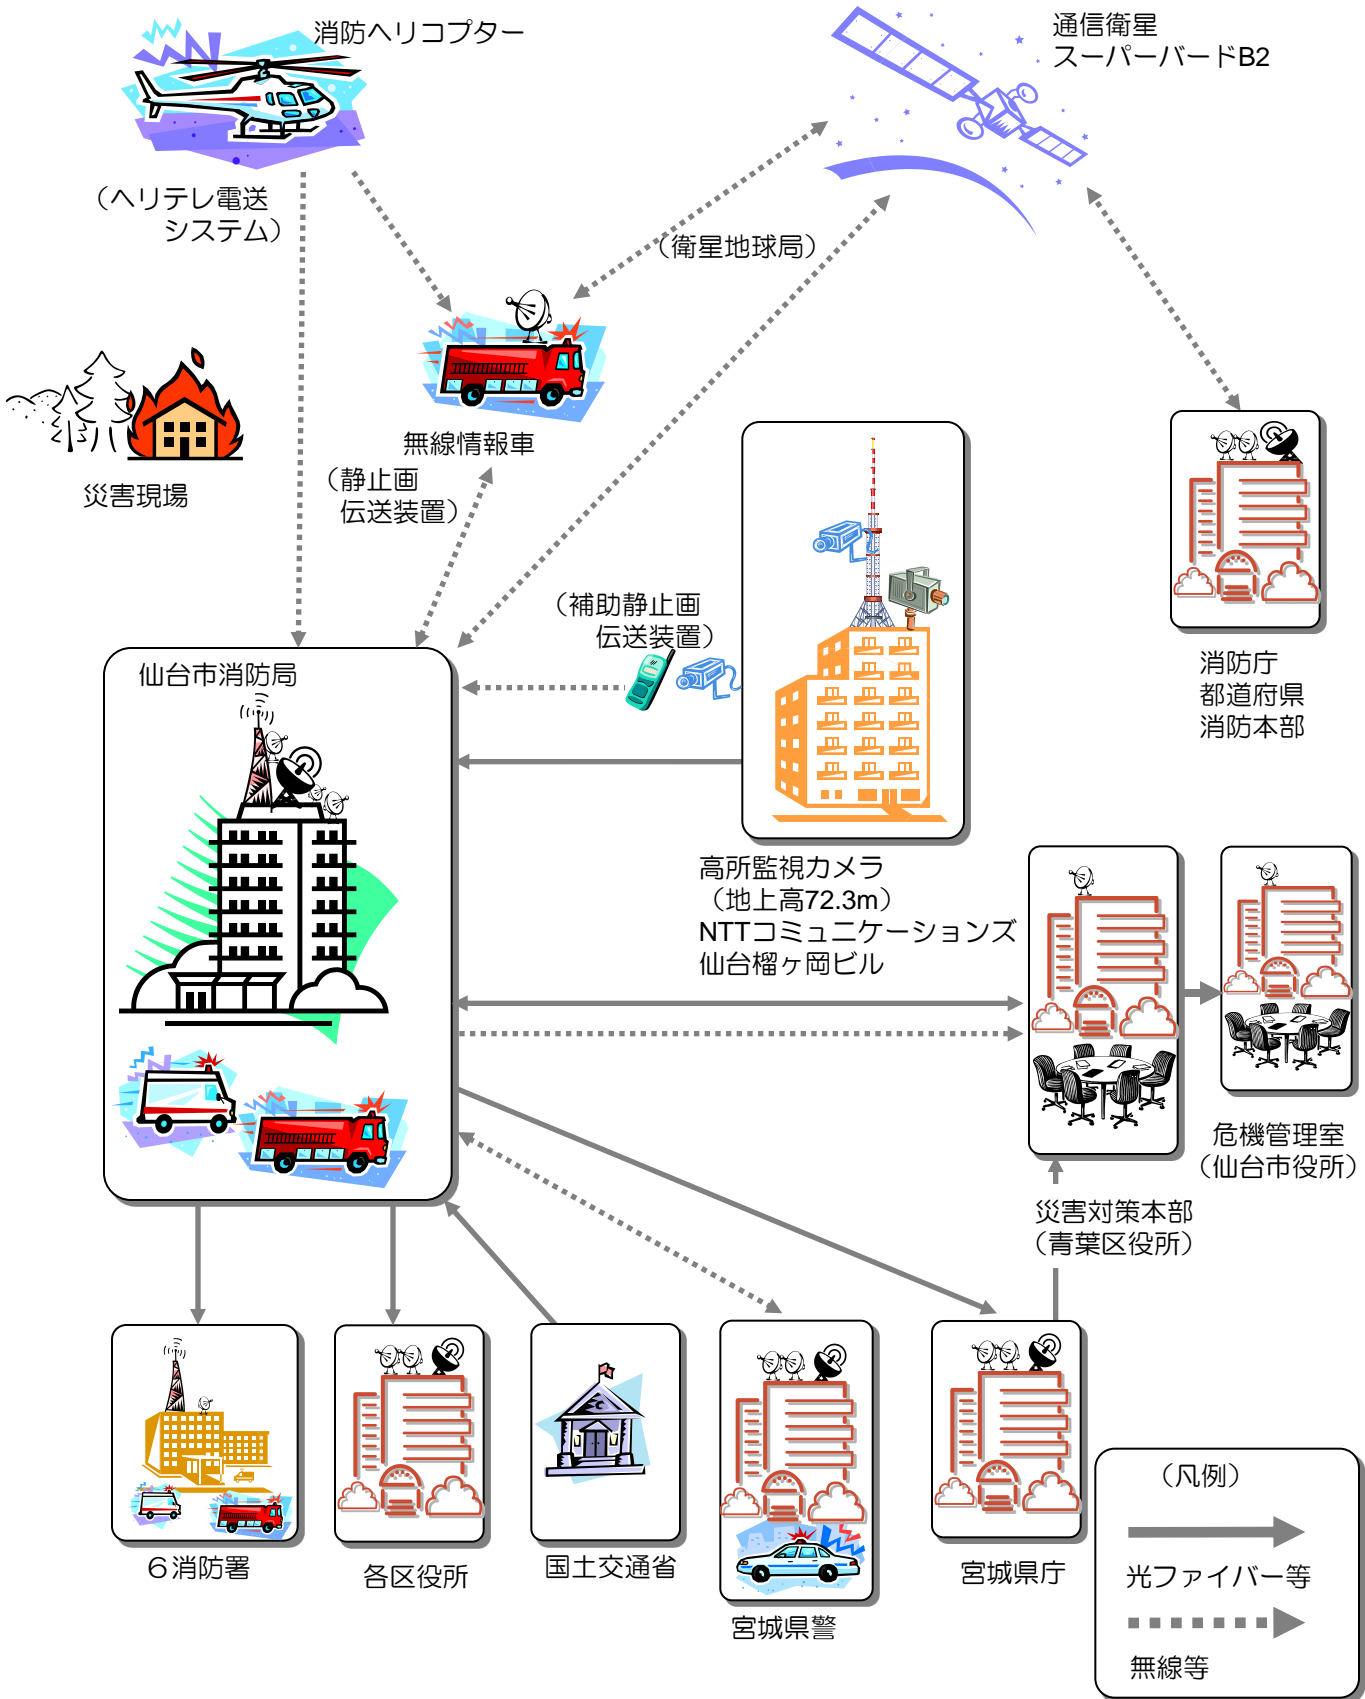 消防ヘリコプター
通信衛星
スーパーバードB2
（ヘリテレ電送
システム）
（衛星地球局）
無線情報車
（静止画
伝送装置）
災害現場
（補助静止画
伝送装置）
消防庁
都道府県
消防本部
仙台市消防局
高所監視カメラ
（地上高72.3m）
NTTコミュニケーションズ
仙台榴ヶ岡ビル
危機管理室
（仙台市役所）
災害対策本部
（青葉区役所）
６消防署
各区役所
国土交通省
宮城県警
宮城県庁
（凡例）
光ファイバー等
無線等